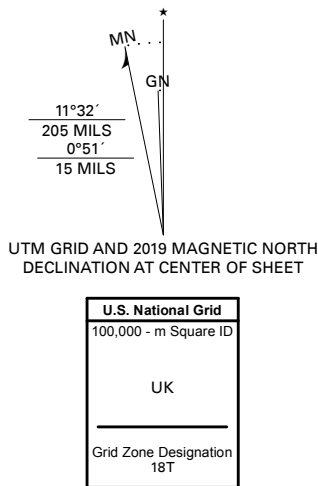 ★
MN
GN
11°32´
205 MILS
0°51´
15 MILS
UTM GRID AND 2019 MAGNETIC NORTH
DECLINATION AT CENTER OF SHEET
U.S. National Grid
100,000 - m Square ID
UK
Grid Zone Designation
18T